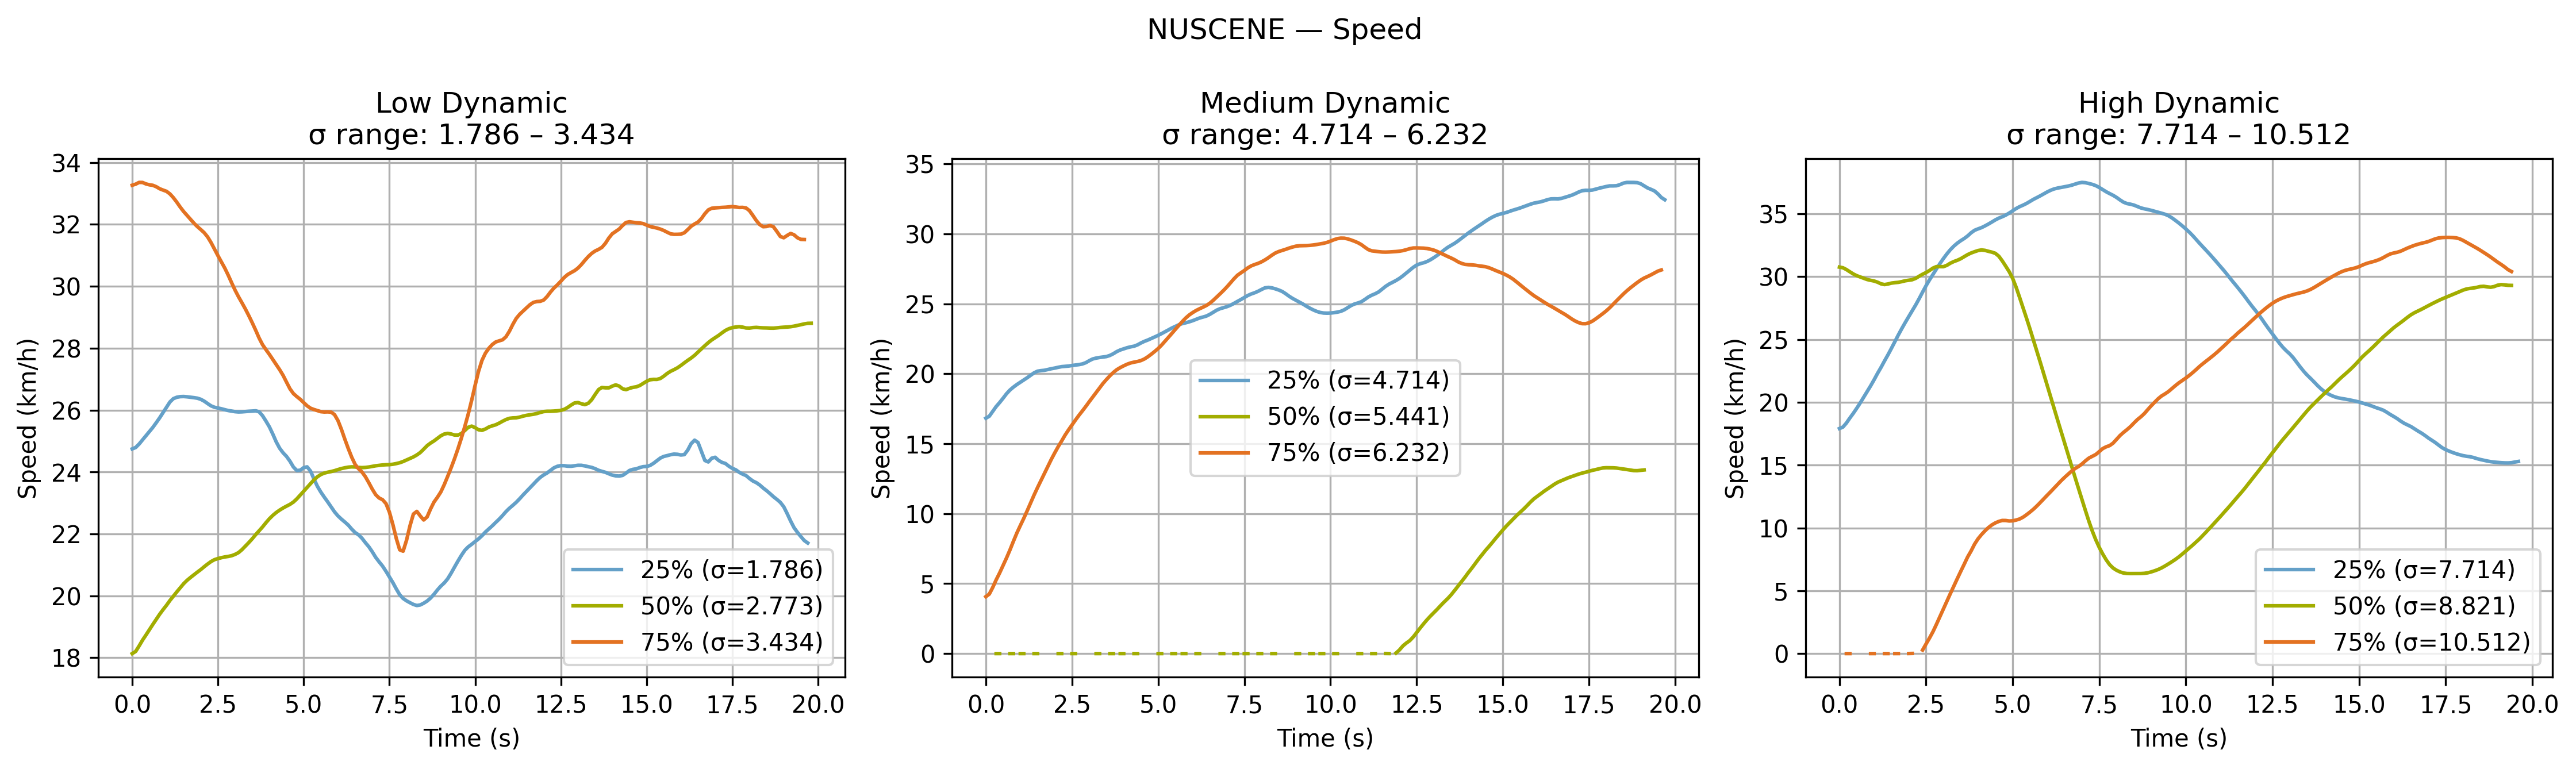 NUSCENE — Speed
Low Dynamic
σ range: 1.786 – 3.434
Speed (km/h)
34
32
30
28
26
24
22
20
18
0.0 2.5 5.0 7.5 10.0 12.5 15.0 17.5 20.0
Time (s)
25% (σ=1.786)
50% (σ=2.773)
75% (σ=3.434)
Medium Dynamic
σ range: 4.714 – 6.232
Speed (km/h)
35
30
25
20
15
10
5
0
0.0 2.5 5.0 7.5 10.0 12.5 15.0 17.5 20.0
Time (s)
25% (σ=4.714)
50% (σ=5.441)
75% (σ=6.232)
High Dynamic
σ range: 7.714 – 10.512
Speed (km/h)
35
30
25
20
15
10
5
0
0.0 2.5 5.0 7.5 10.0 12.5 15.0 17.5 20.0
Time (s)
25% (σ=7.714)
50% (σ=8.821)
75% (σ=10.512)